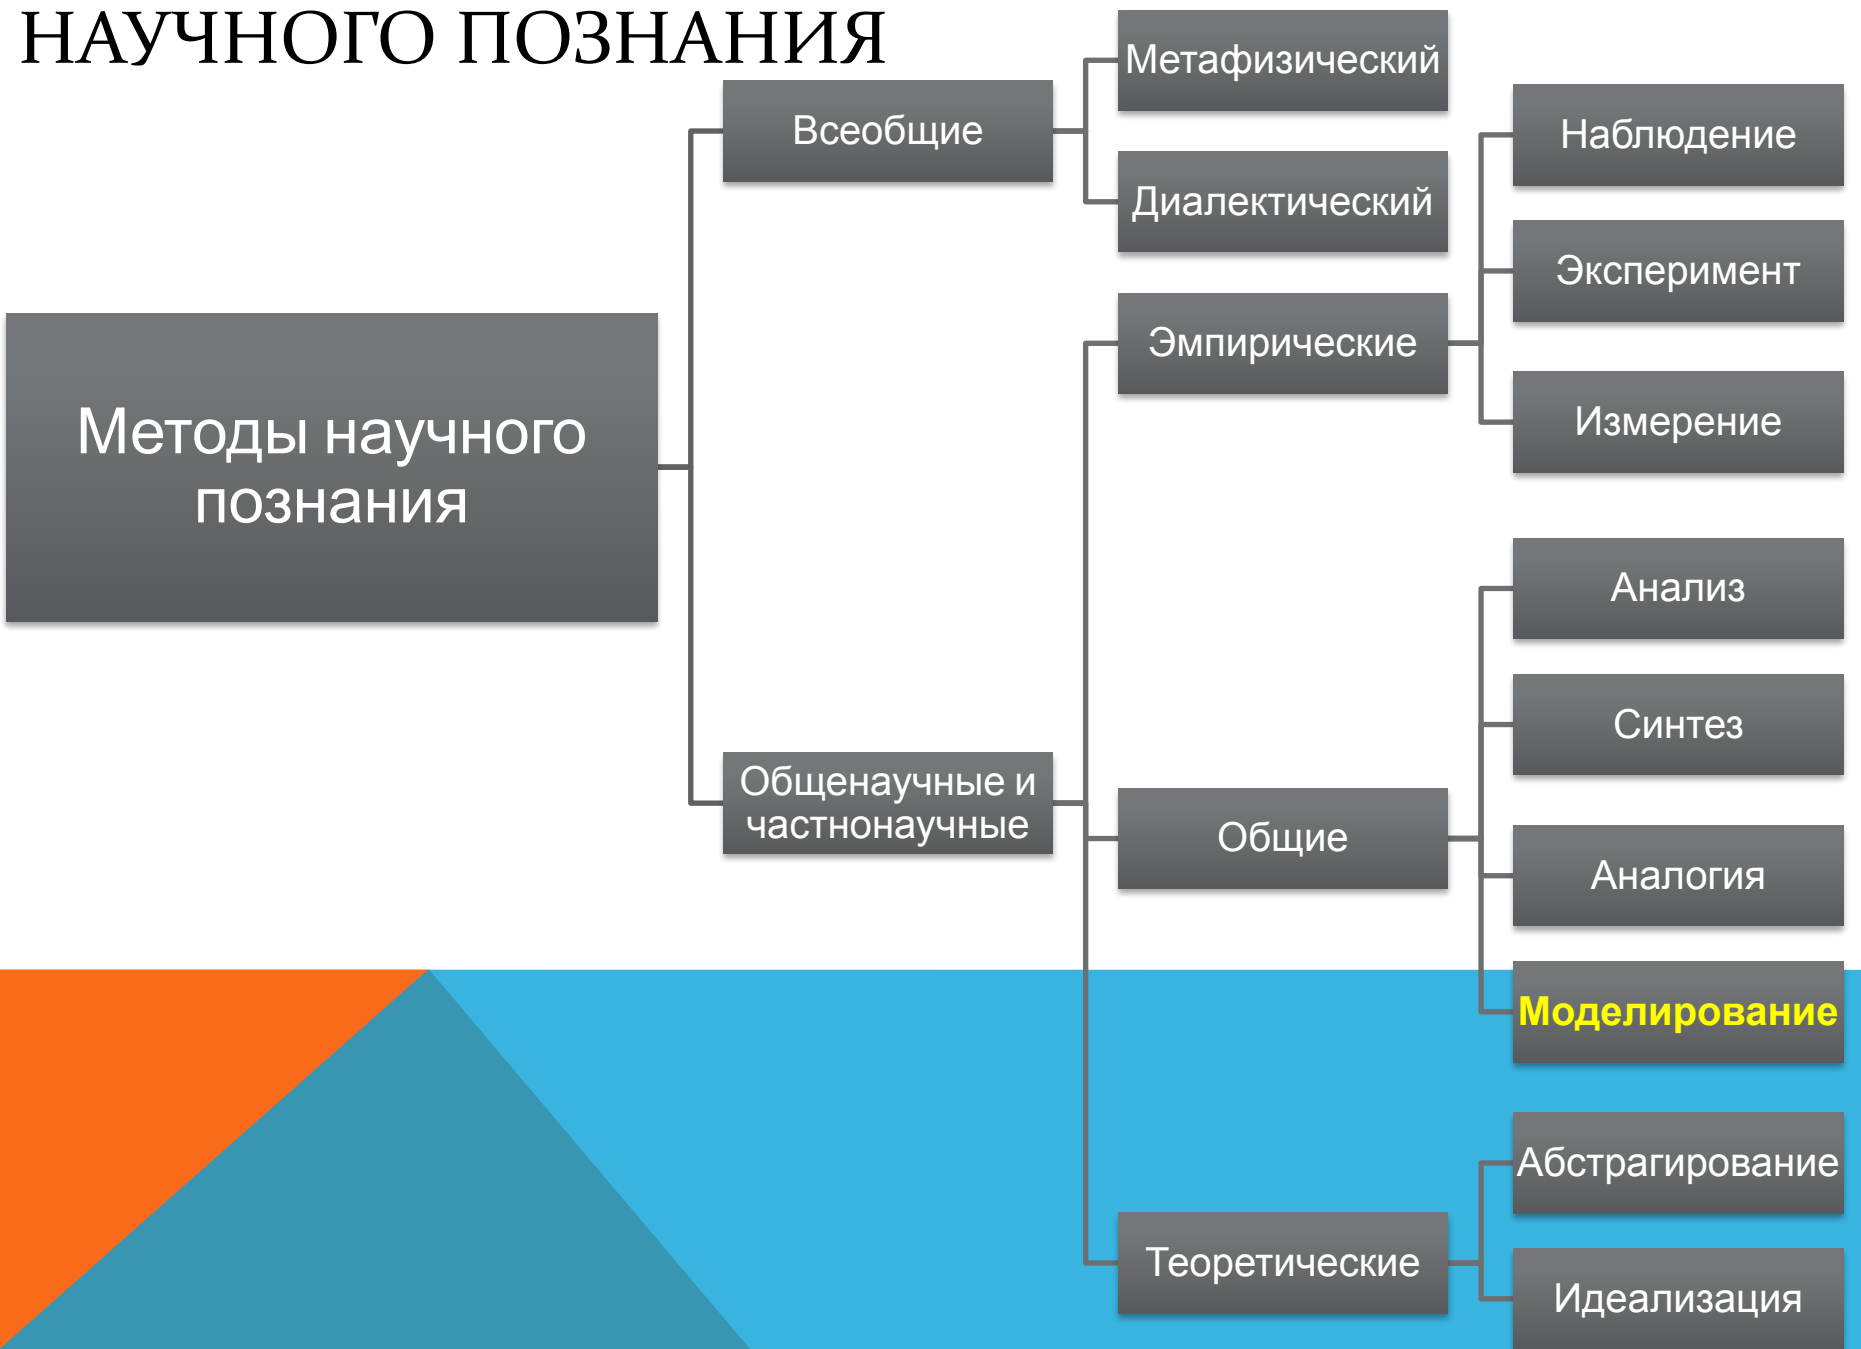 НАУЧНОГО ПОЗНАНИЯ
Методы научного
познания
Всеобщие
Метафизический
Диалектический
Общенаучные и
частнонаучные
Эмпирические
Наблюдение
Эксперимент
Измерение
Общие
Анализ
Синтез
Аналогия
Моделирование
Теоретические
Абстрагирование
Идеализация